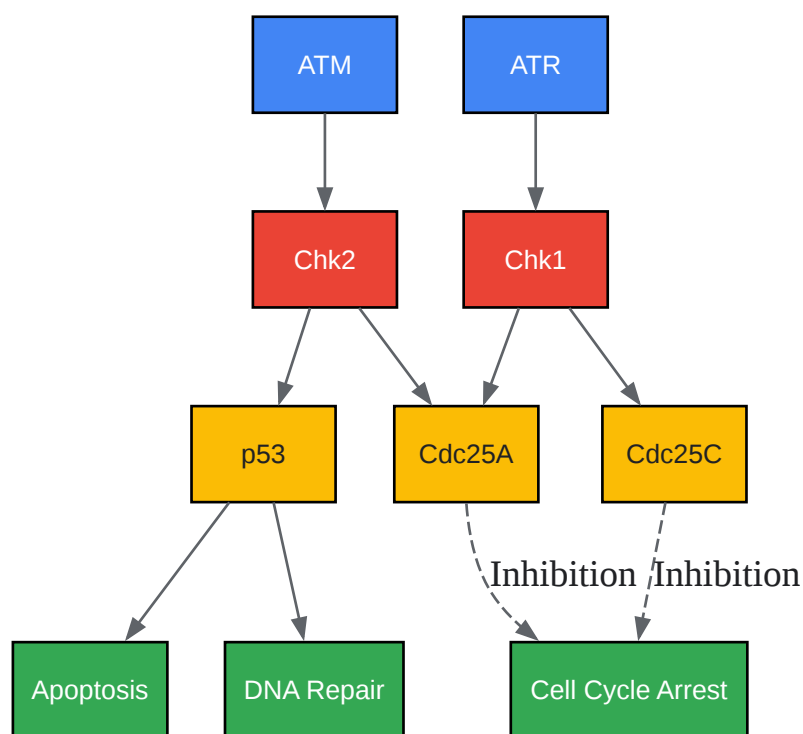 ATM
ATR
Chk2
Chk1
p53
Cdc25A
Cdc25C
Inhibition
Inhibition
Apoptosis
DNA Repair
Cell Cycle Arrest